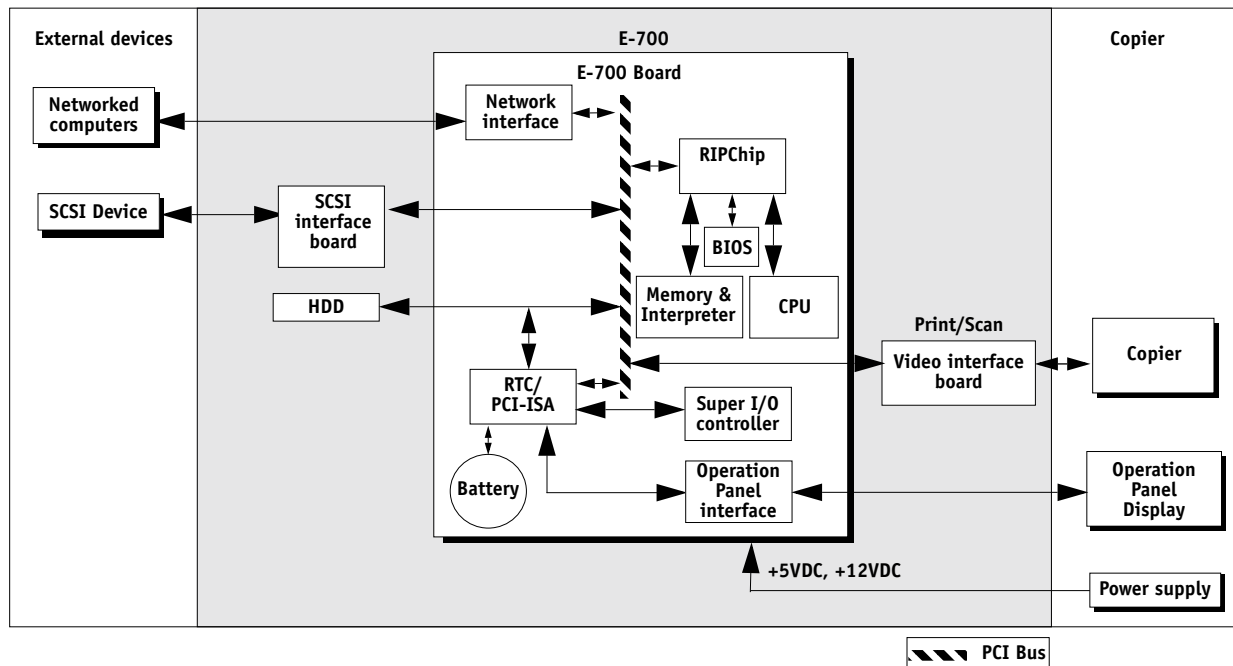 External devices
E-700
Copier
E-700 Board
Networked
computers
Network
interface
RIPChip
SCSI Device
SCSI
interface
board
BIOS
HDD
Memory &
Interpreter
CPU
Print/Scan
Video interface
board
Copier
RTC/
PCI-ISA
Super I/O
controller
Battery
Operation
Panel
interface
Operation
Panel
Display
+5VDC, +12VDC
Power supply
PCI Bus